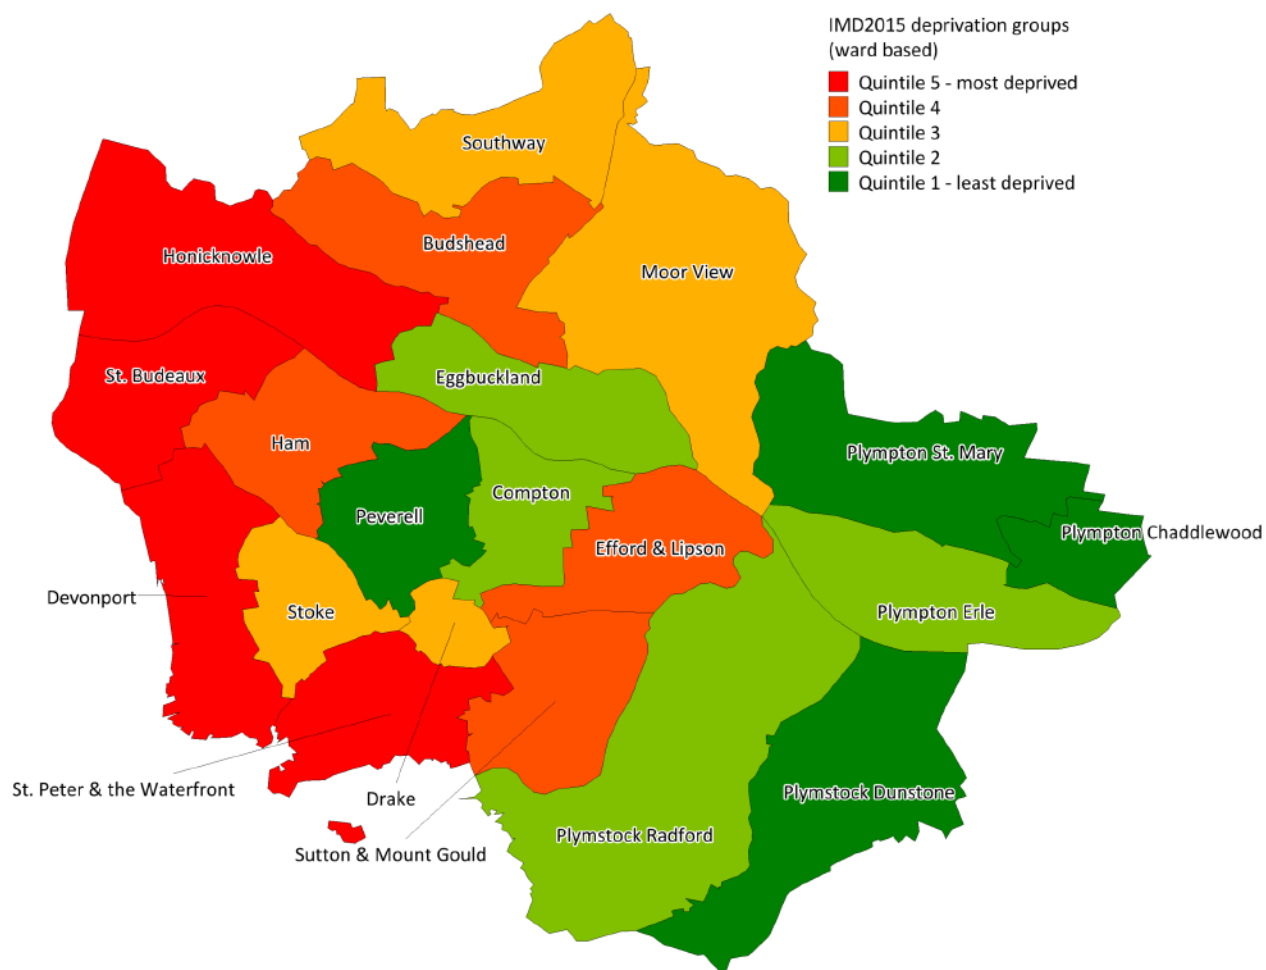 IMD2015 deprivation groups
(ward based)
Quintile 5 - most deprived
Quintile 4
Quintile 3
Quintile 2
Quintile 1 - least deprived
Southway
Budshead
Honicknowle
Moor View
St. Budeaux
Eggbuckland
Ham
Plympton St. Mary
Compton
Peverell
Plympton Chaddlewood
Efford & Lipson
Devonport
Stoke
Plympton Erle
St. Peter & the Waterfront
Drake
Plymstock Dunstone
Plymstock Radford
Sutton & Mount Gould